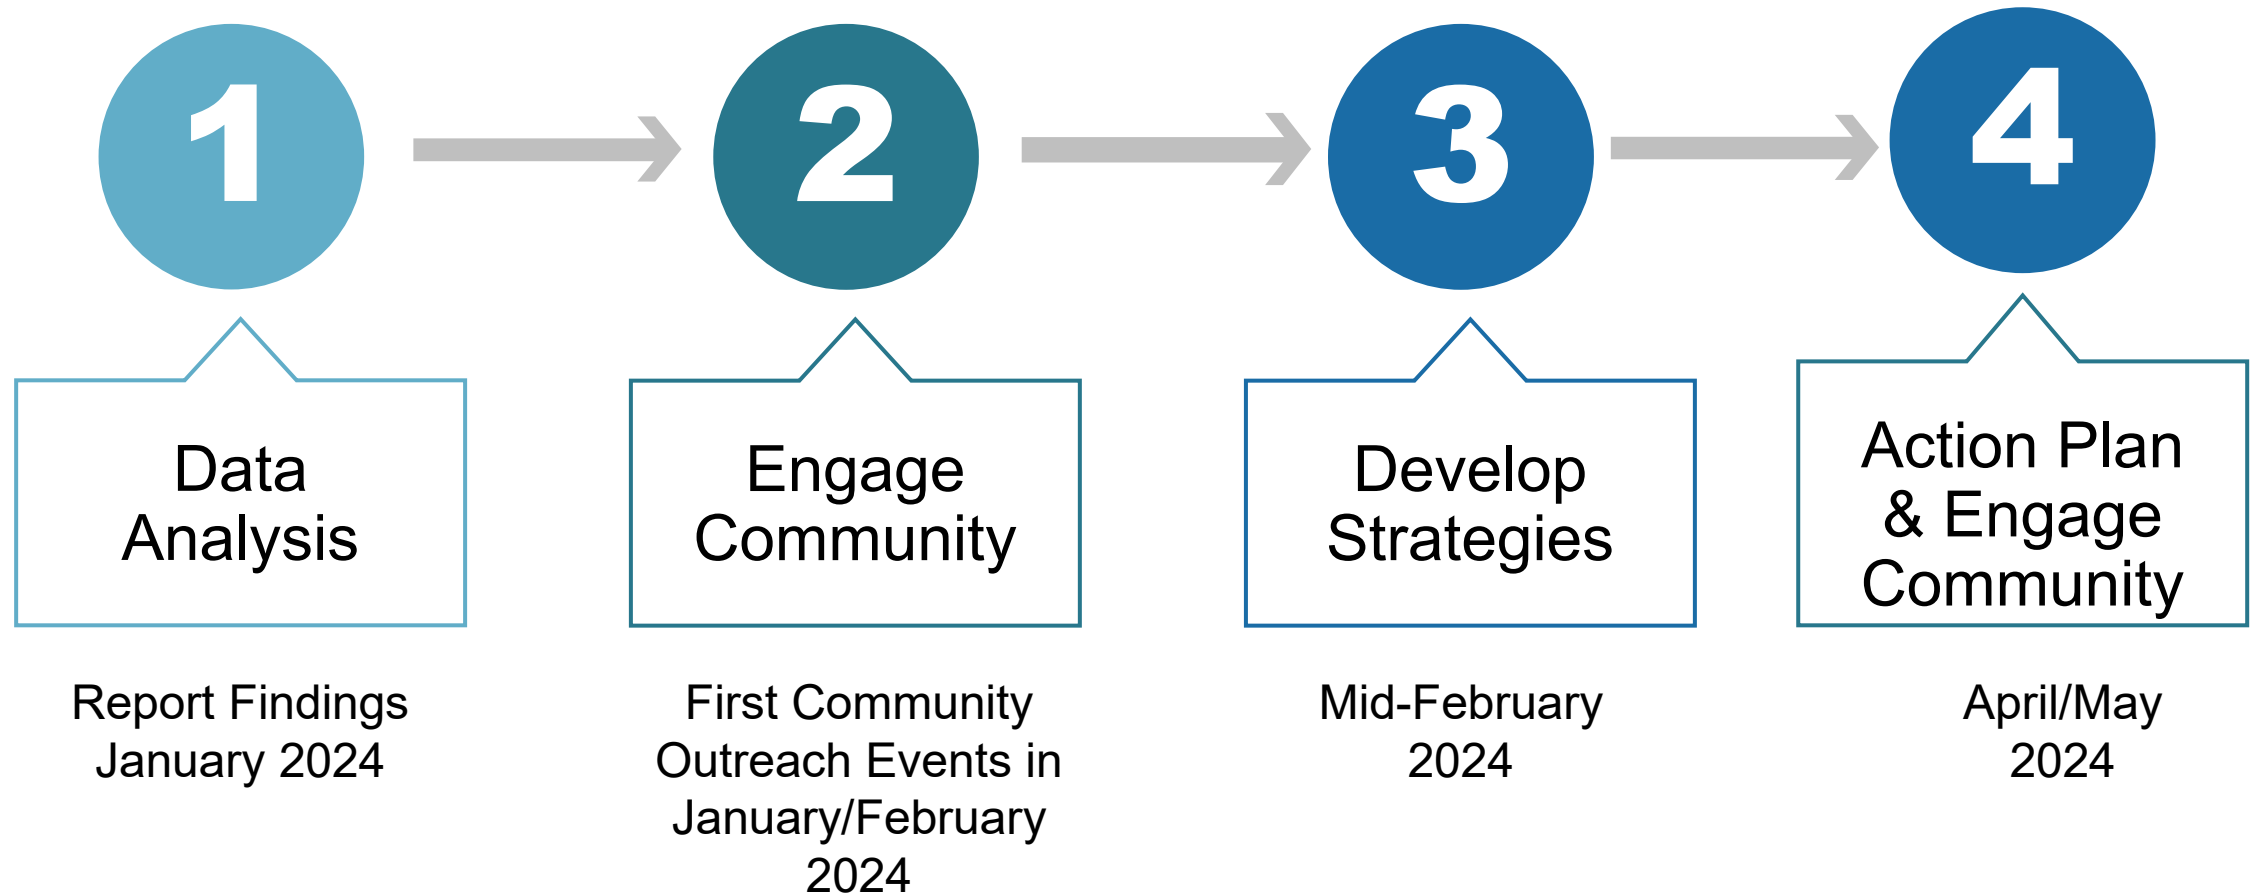 1
Data
Analysis
Report Findings
January 2024
2
Engage
Community
First Community
Outreach Events in
January/February
2024
3
Develop
Strategies
Mid-February
2024
4
Action Plan
& Engage
Community
April/May
2024